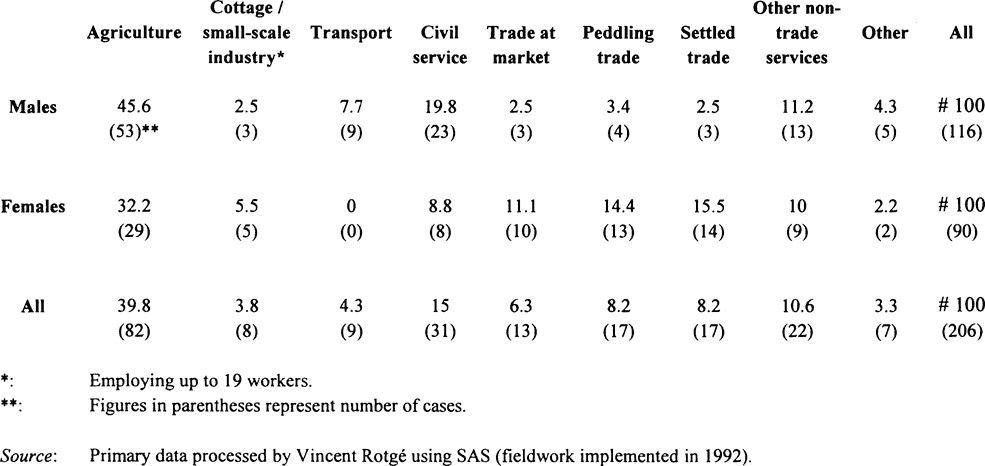 Cottage / Other non-
Agriculture small-scale Transport Civil Trade at Peddling Settled trade Other All
industry* service market trade trade services
Males 45.6 2.5 7.7 19.8 2.5 3.4 2.5 11.2 4.3 # 100
(53)** (3) (9) (23) (3) (4) (3) (13) (5) (116)
Females 32.2 5.5 0 8.8 11.1 14.4 15.5 10 2.2 # 100
(29) (5) (0) (8) (10) (13) (14) (9) (2) (90)
All 39.8 3.8 4.3 15 6.3 8.2 8.2 10.6 3.3 # 100
(82) (8) (9) (31) (13) (17) (17) (22) (7) (206)
*: Employing up to 19 workers.
**: Figures in parentheses represent number of cases.
Source: Primary data processed by Vincent Rotgé using SAS (fieldwork implemented in 1992).